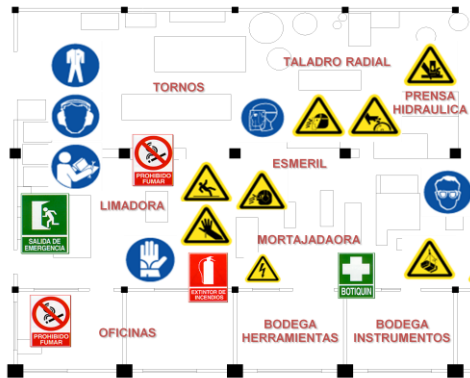 TORNOS
TALADRO RADIAL
PRENSA
HIDRAULICA
ESMERIL
PROHIBIDO
FUMAR
LIMADORA
SALIDA DE
EMERGENCIA
MORTAJADAORA
EXTINTOR DE
INCENDIOS
BOTIQUIN
PROHIBIDO
FUMAR
OFICINAS
BODEGA
HERRAMIENTAS
BODEGA
INSTRUMENTOS